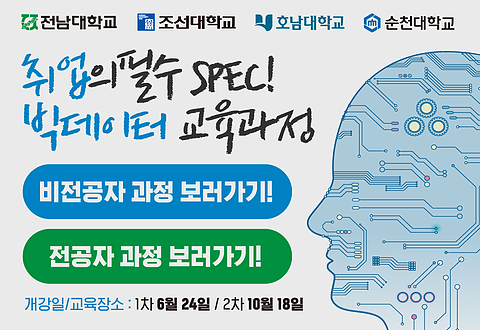 전남대학교 조선대학교 호남대학교 순천대학교
취업의 필수 SPEC!
빅데이터 교육과정
비전공자 과정 보러가기!
전공자 과정 보러가기!
개강일/교육장소 : 1차 6월 24일 / 2차 10월 18일